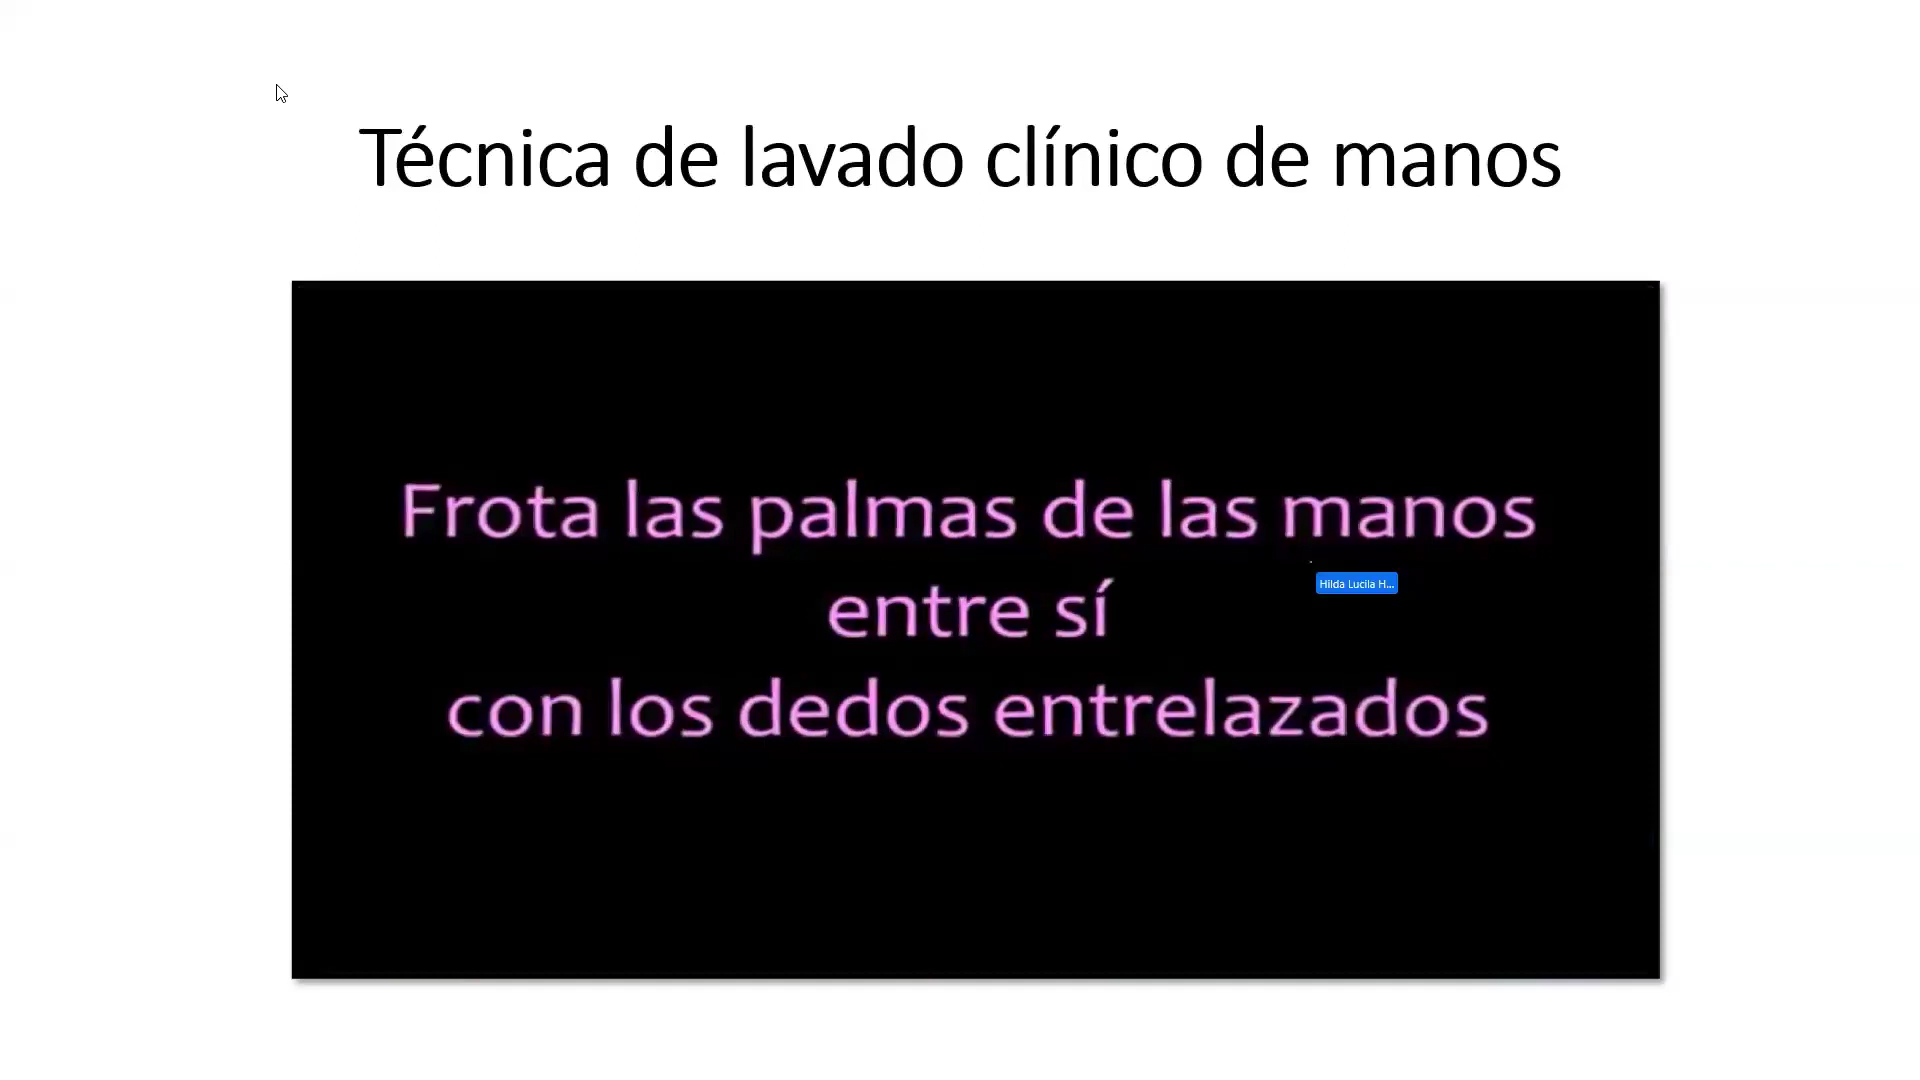 Técnica de lavado clínico de manos
Frota las palmas de las manos
entre sí
Hilda Lucila H...
con los dedos entrelazados